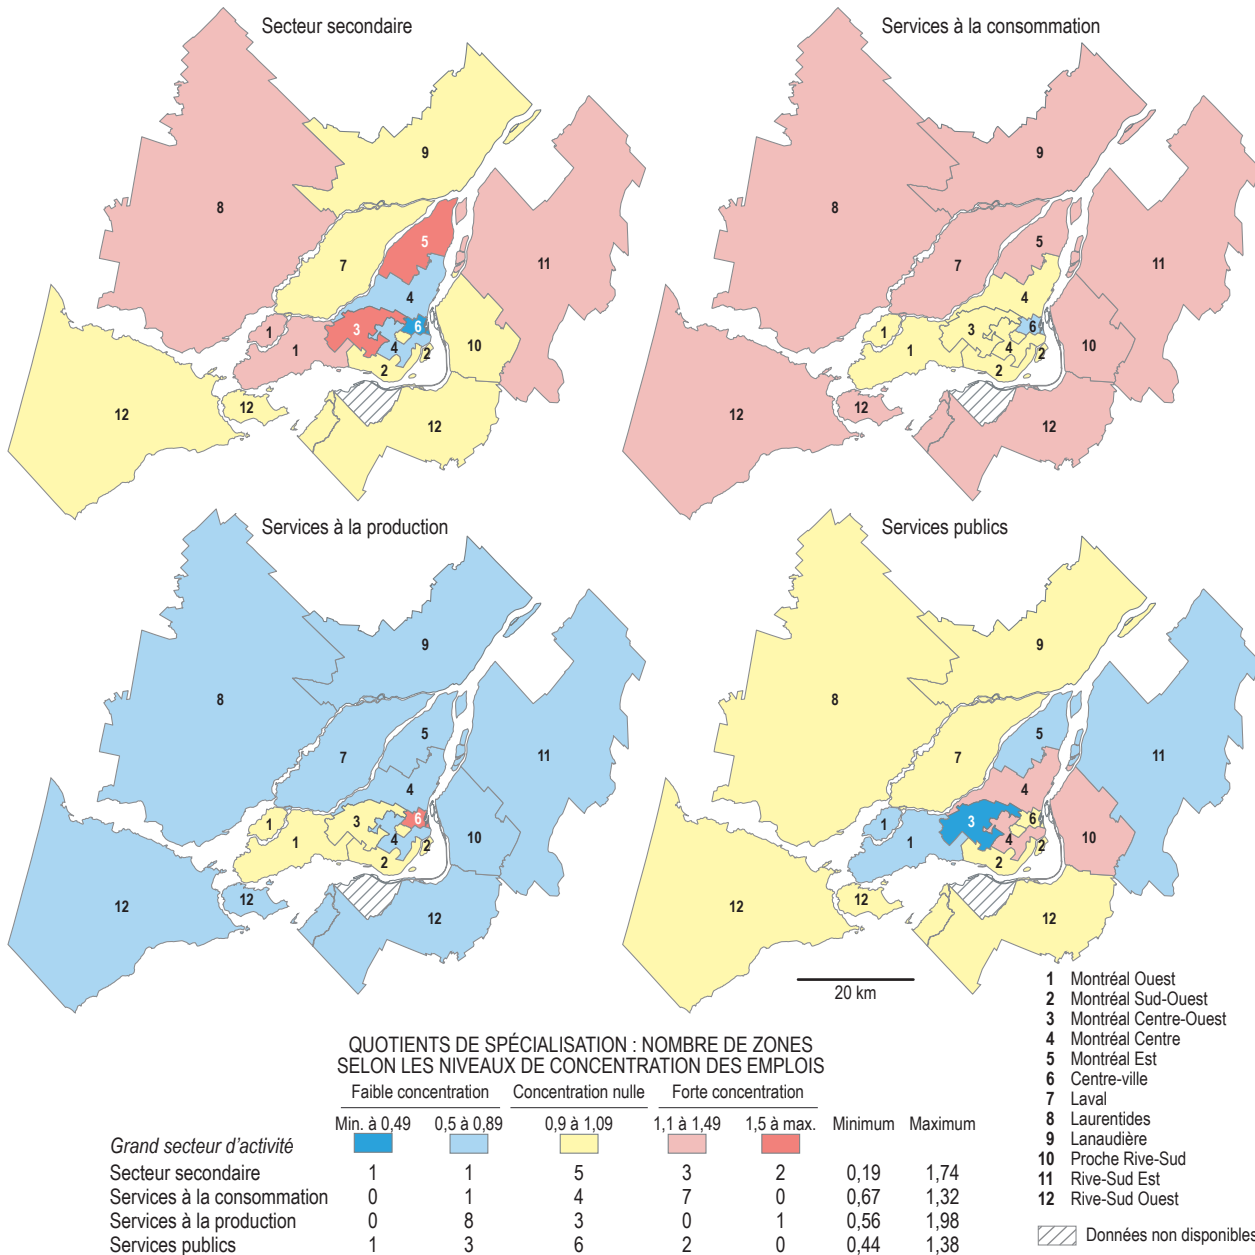 Secteur secondaire
8
9
7
5
11
4
1
3
6
1
4
2
10
2
12
12
12
Services à la consommation
9
8
5
7
11
4
1
6
3
4
2
1
10
2
12
12
12
Services à la production
9
8
5
7
11
4
1
3
6
1
4
2
10
2
12
12
12
Services publics
9
8
5
7
11
4
1
3
6
1
4
2
10
2
12
12
12
20 km
1 Montréal Ouest
2 Montréal Sud-Ouest
3 Montréal Centre-Ouest
4 Montréal Centre
5 Montréal Est
6 Centre-ville
7 Laval
8 Laurentides
9 Lanaudière
10 Proche Rive-Sud
11 Rive-Sud Est
12 Rive-Sud Ouest
Données non disponibles
QUOTIENTS DE SPÉCIALISATION : NOMBRE DE ZONES
SELON LES NIVEAUX DE CONCENTRATION DES EMPLOIS
Faible concentration Concentration nulle Forte concentration
Min. à 0,49 0,5 à 0,89 0,9 à 1,09 1,1 à 1,49 1,5 à max. Minimum Maximum
Grand secteur d'activité
Secteur secondaire 1 1 5 3 2 0,19 1,74
Services à la consommation 0 1 4 7 0 0,67 1,32
Services à la production 0 8 3 0 1 0,56 1,98
Services publics 1 3 6 2 0 0,44 1,38